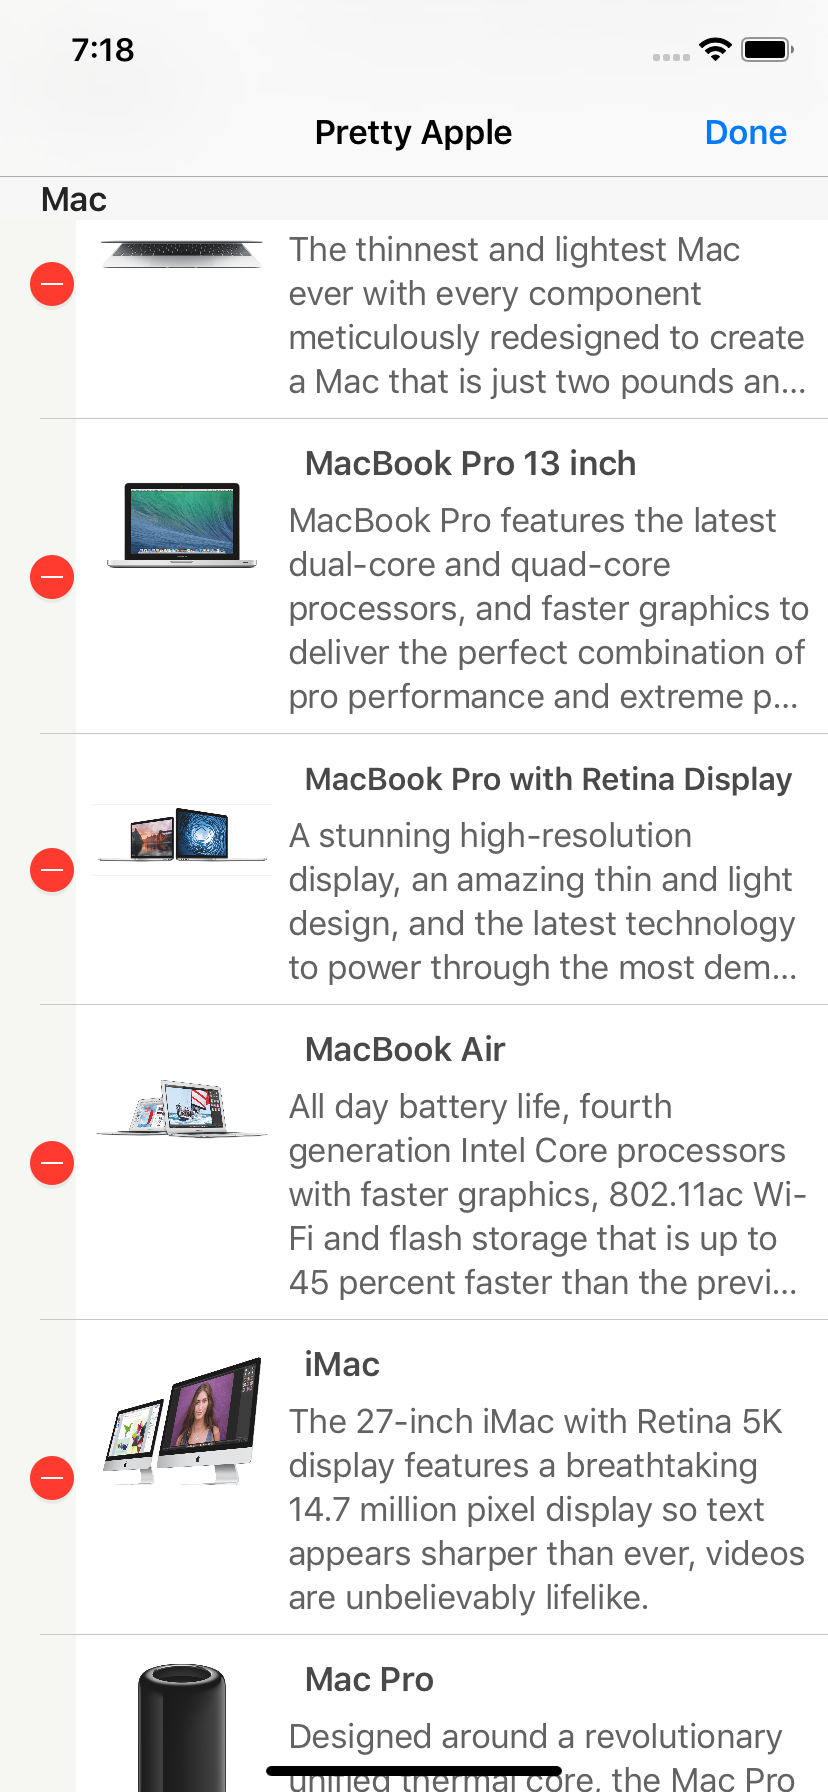 7:18
Pretty Apple
Done
Mac
The thinnest and lightest Mac
ever with every component
meticulously redesigned to create
a Mac that is just two pounds an...
MacBook Pro 13 inch
MacBook Pro features the latest
dual-core and quad-core
processors, and faster graphics to
deliver the perfect combination of
pro performance and extreme p...
MacBook Pro with Retina Display
A stunning high-resolution
display, an amazing thin and light
design, and the latest technology
to power through the most dem...
MacBook Air
All day battery life, fourth
generation Intel Core processors
with faster graphics, 802.11ac Wi-
Fi and flash storage that is up to
45 percent faster than the previ...
iMac
The 27-inch iMac with Retina 5K
display features a breathtaking
14.7 million pixel display so text
appears sharper than ever, videos
are unbelievably lifelike.
Mac Pro
Designed around a revolutionary
unified thermal core, the Mac Pro